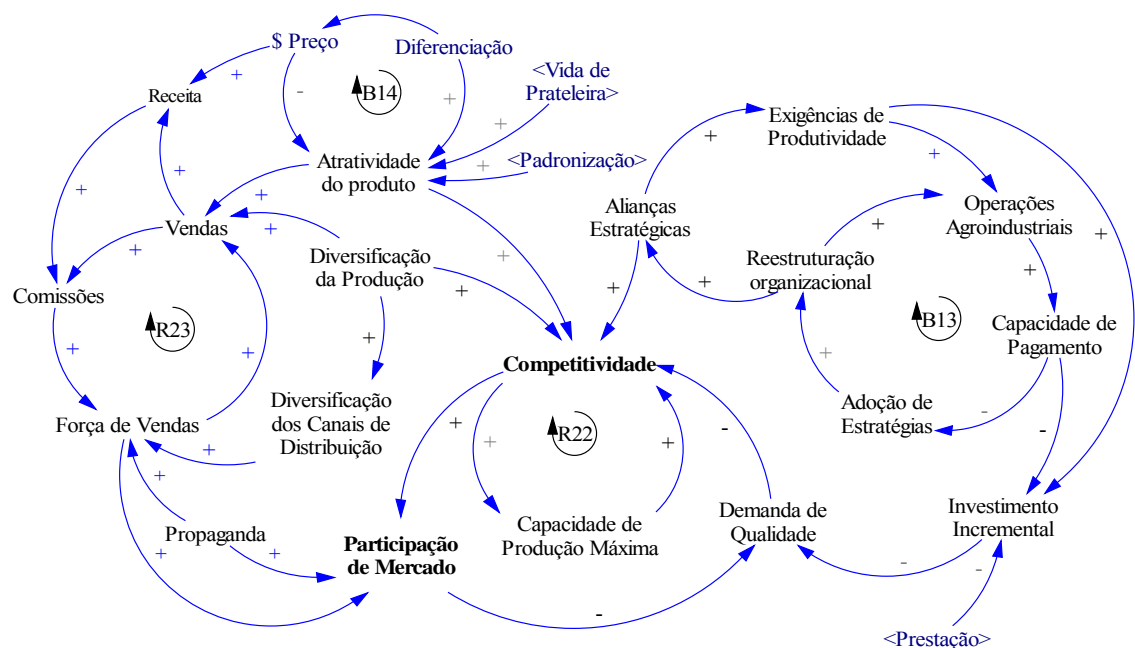 $ Preço
Diferenciação
<Vida de
Prateleira>
+
-
B14
+
+
Receita
Exigências de
Produtividade
+
Atratividade
do produto
+
<Padronização>
+
+
+
+
Alianças
Estratégicas
Operações
Agroindustriais
Vendas
+
+
+
+
Diversificação
da Produção
+
+
+
+
Reestruturação
organizacional
+
+
Comissões
R23
+
+
+
B13
Capacidade de
Pagamento
+
+
Competitividade
Diversificação
dos Canais de
Distribuição
Adoção de
Estratégias
-
-
Força de Vendas
+
+
+
R22
+
-
+
Propaganda
+
+
+
Participação
de Mercado
Capacidade de
Produção Máxima
Demanda de
Qualidade
Investimento
Incremental
-
-
-
<Prestação>